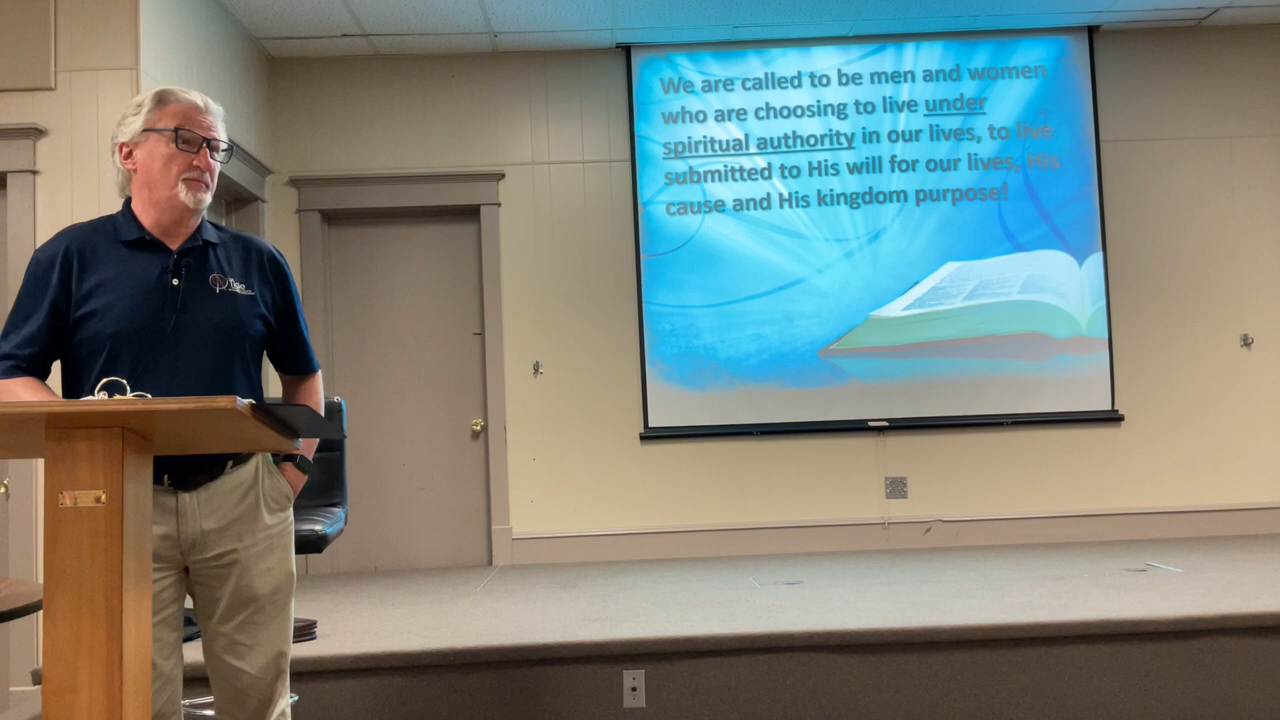 We are called to be men and women
who are choosing to live under
spiritual authority in our lives, to live
submitted to His will for our lives, His
cause and His kingdom purpose!